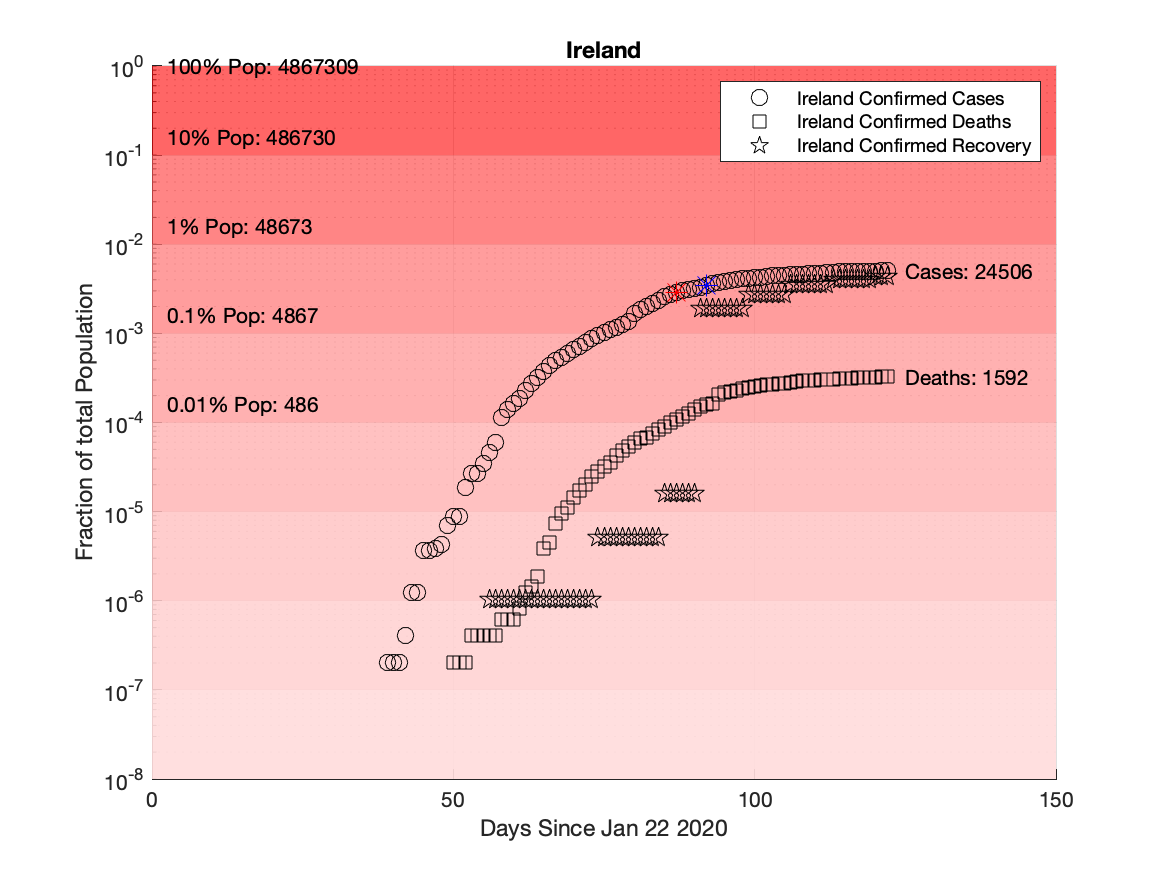 Ireland
10^0
100% Pop: 4867309
Ireland Confirmed Cases
Ireland Confirmed Deaths
Ireland Confirmed Recovery
10% Pop: 486730
10^-1
1% Pop: 48673
10^-2
Cases: 24506
0.1% Pop: 4867
10^-3
Deaths: 1592
0.01% Pop: 486
10^-4
10^-5
10^-6
10^-7
10^-8
Fraction of total Population
0 50 100 150
Days Since Jan 22 2020